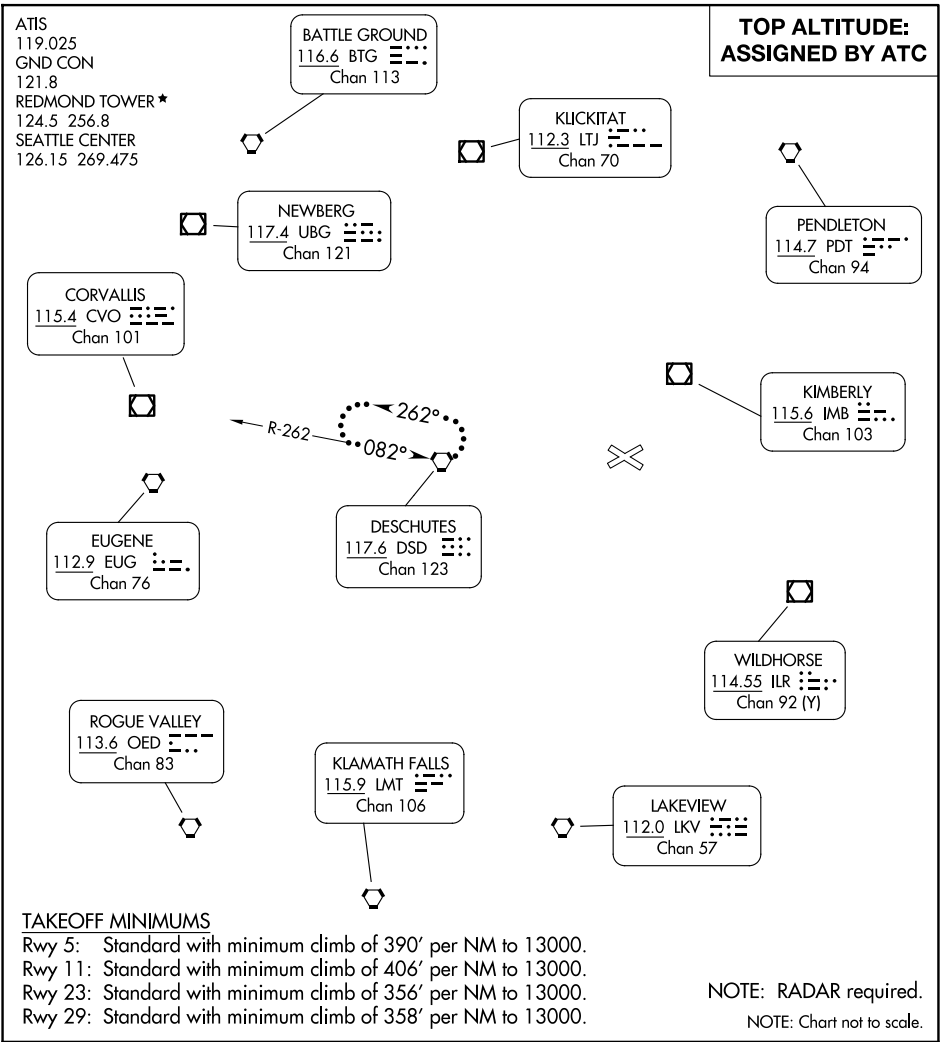 ATIS
119.025
GND CON
121.8
REDMOND TOWER ★
124.5 256.8
SEATTLE CENTER
126.15 269.475
TOP ALTITUDE:
ASSIGNED BY ATC
BATTLE GROUND
116.6 BTG
Chan 113
KLICKITAT
112.3 LTJ
Chan 70
NEWBERG
117.4 UBG
Chan 121
PENDLETON
114.7 PDT
Chan 94
CORVALLIS
115.4 CVO
Chan 101
KIMBERLY
115.6 IMB
Chan 103
R-262
262°
082°
EUGENE
112.9 EUG
Chan 76
DESCHUTES
117.6 DSD
Chan 123
WILDHORSE
114.55 ILR
Chan 92 (Y)
ROGUE VALLEY
113.6 OED
Chan 83
KLAMATH FALLS
115.9 LMT
Chan 106
LAKEVIEW
112.0 LKV
Chan 57
TAKEOFF MINIMUMS
Rwy 5: Standard with minimum climb of 390' per NM to 13000.
Rwy 11: Standard with minimum climb of 406' per NM to 13000.
Rwy 23: Standard with minimum climb of 356' per NM to 13000.
Rwy 29: Standard with minimum climb of 358' per NM to 13000.
NOTE: RADAR required.
NOTE: Chart not to scale.